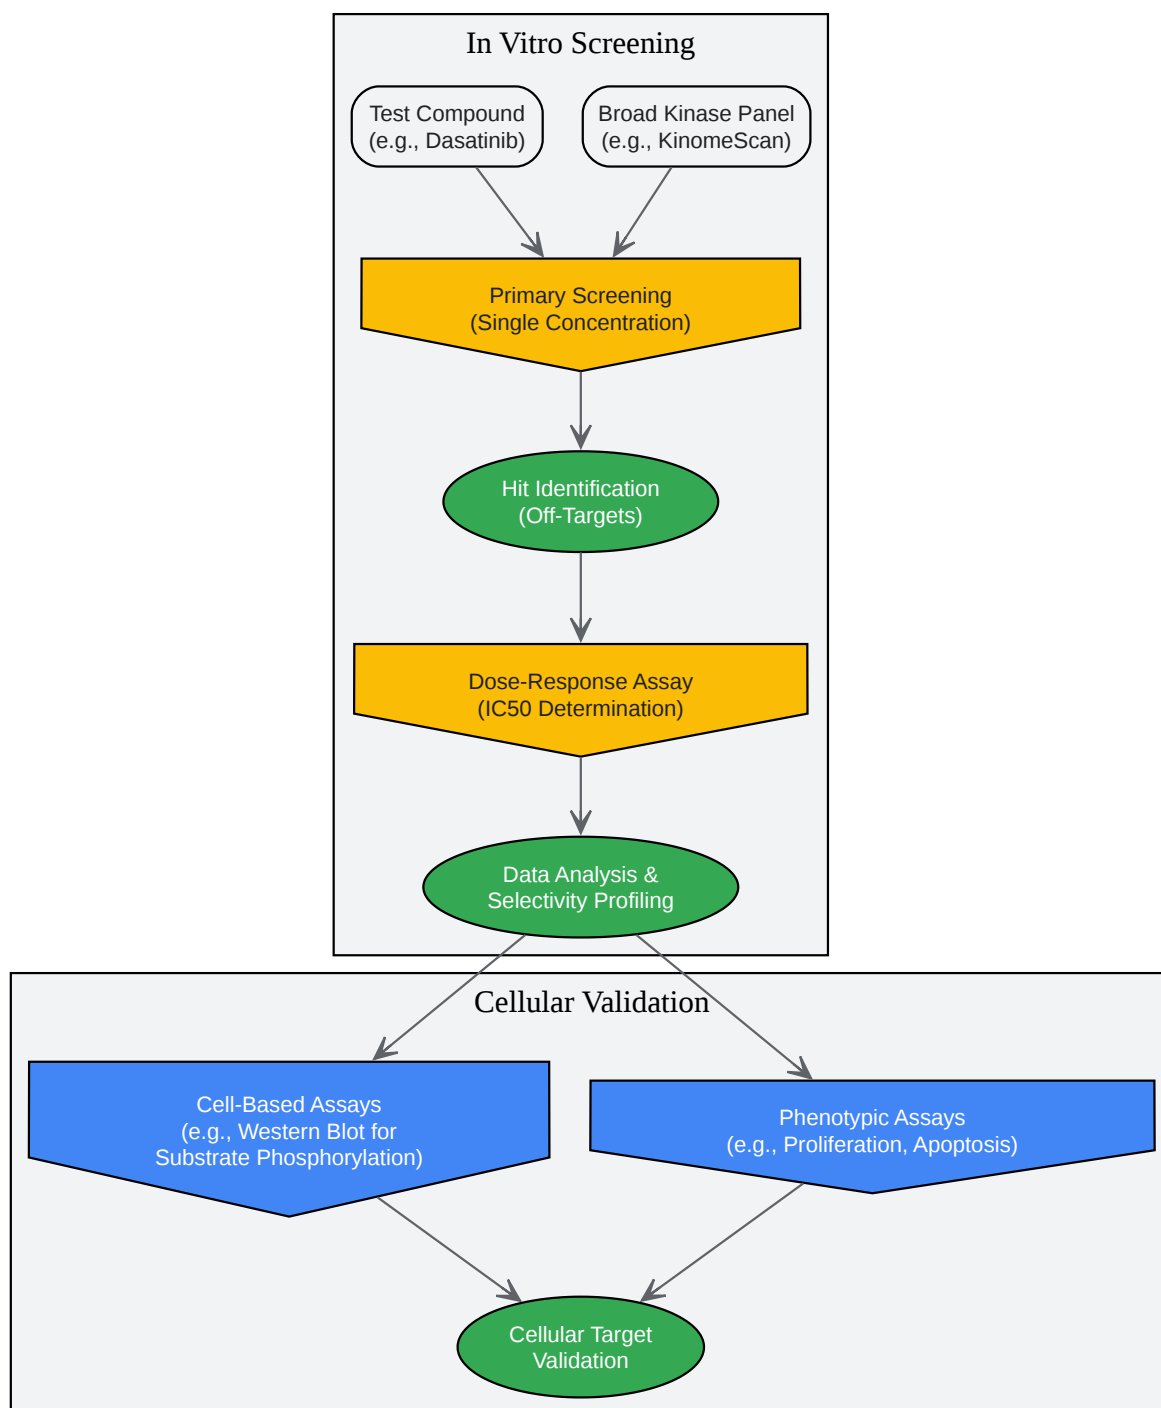 In Vitro Screening
Test Compound
(e.g., Dasatinib)
Broad Kinase Panel
(e.g., KinomeScan)
Primary Screening
(Single Concentration)
Hit Identification
(Off-Targets)
Dose-Response Assay
(IC50 Determination)
Data Analysis &
Selectivity Profiling
Cellular Validation
Cell-Based Assays
(e.g., Western Blot for
Substrate Phosphorylation)
Phenotypic Assays
(e.g., Proliferation, Apoptosis)
Cellular Target
Validation